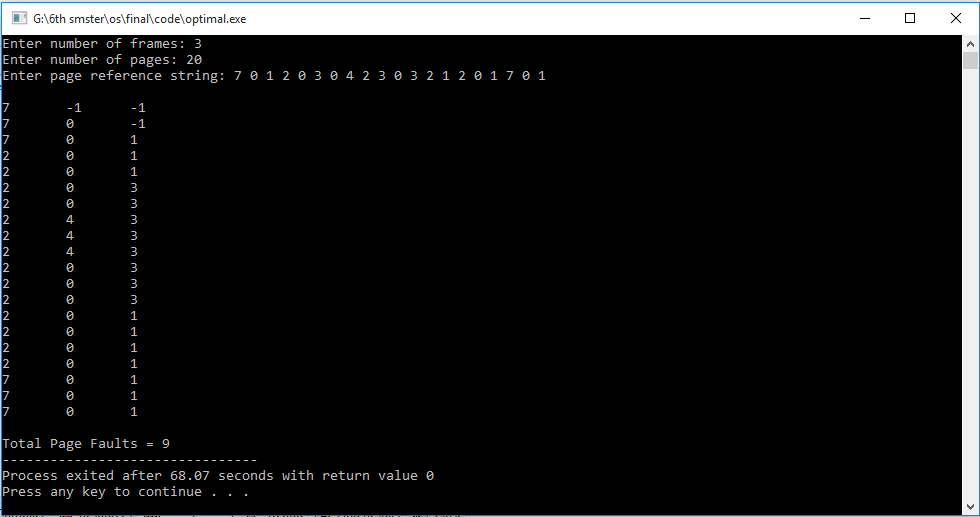 G:\6th smster\os\final\code\optimal.exe
Enter number of frames: 3
Enter number of pages: 20
Enter page reference string: 7 0 1 2 0 3 0 4 2 3 0 3 2 1 2 0 1 7 0 1
7 -1 -1
7 0 -1
7 0 1
2 0 1
2 0 1
2 0 3
2 0 3
2 4 3
2 4 3
2 4 3
2 0 3
2 0 3
2 0 3
2 0 1
2 0 1
2 0 1
2 0 1
7 0 1
7 0 1
7 0 1
Total Page Faults = 9
--------------------------------
Process exited after 68.07 seconds with return value 0
Press any key to continue . . .